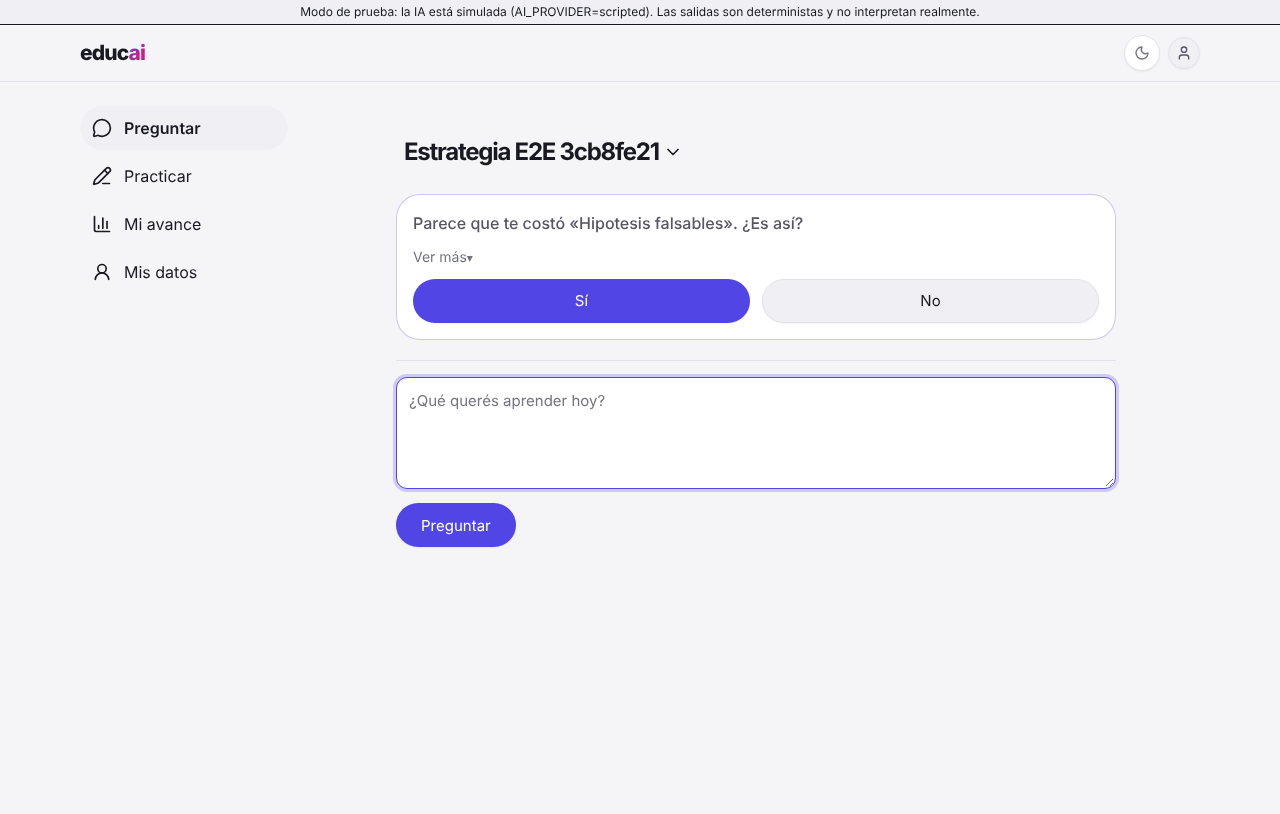 Modo de prueba: la IA está simulada (AI_PROVIDER=scripted). Las salidas son deterministas y no interpretan realmente.
educai
Preguntar
Practicar
Mi avance
Mis datos
Estrategia E2E 3cb8fe21
Parece que te costó «Hipotesis falsables». ¿Es así?
Ver más▾
Sí
No
¿Qué querés aprender hoy?
Preguntar